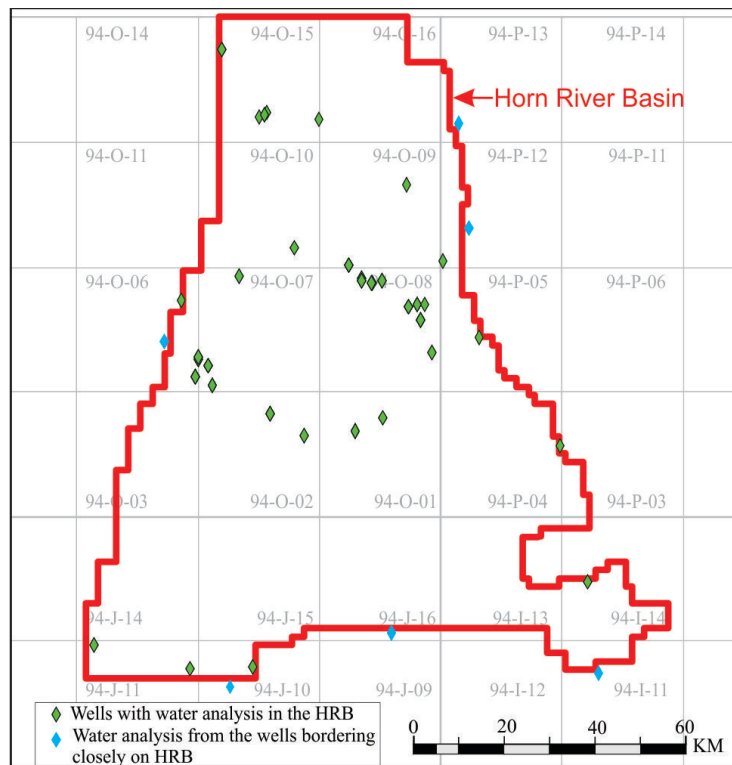 94-O-14 94-O-15 94-O-16 94-P-13 94-P-14
Horn River Basin
94-O-11 94-O-10 94-O-09 94-P-12 94-P-11
94-O-06 94-O-07 94-O-08 94-P-05 94-P-06
94-O-03 94-O-02 94-O-01 94-P-04 94-P-03
94-J-14 94-J-15 94-J-16 94-I-13 94-I-14
94-J-11 94-J-10 94-J-09 94-I-12 94-I-11
Wells with water analysis in the HRB
Water analysis from the wells bordering
closely on HRB
0 20 40 60
KM